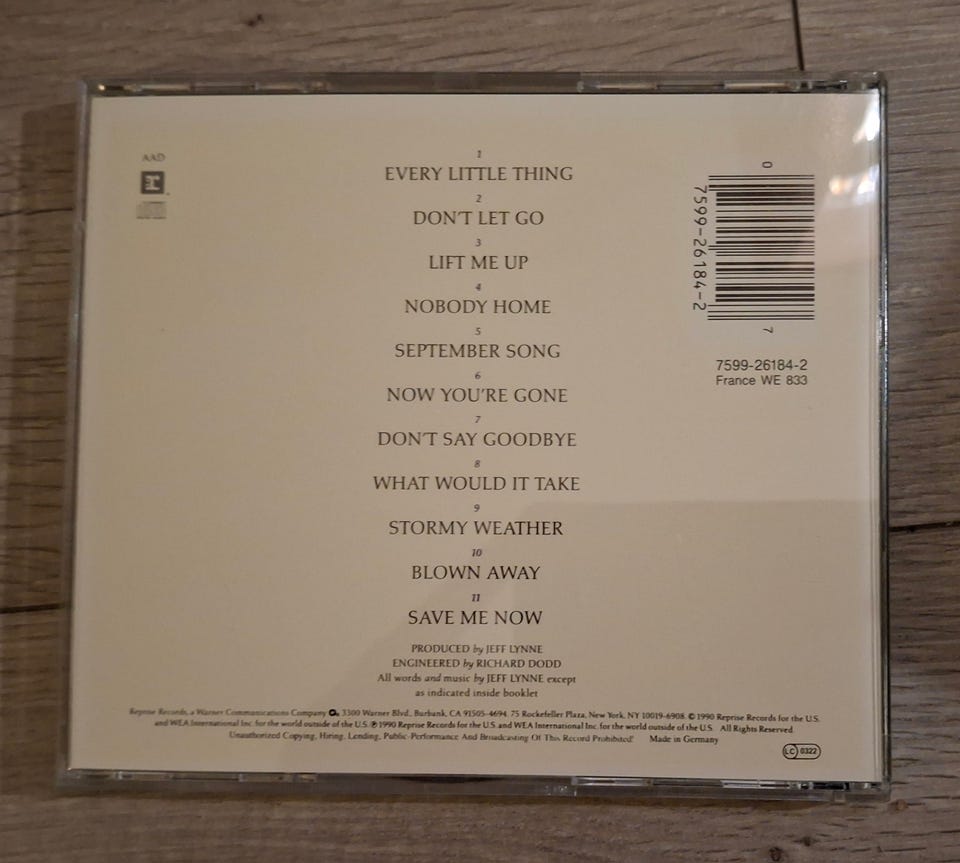 AAD
r
1
EVERY LITTLE THING
2
DON'T LET GO
3
LIFT ME UP
4
NOBODY HOME
5
SEPTEMBER SONG
6
NOW YOU'RE GONE
7
DON'T SAY GOODBYE
8
WHAT WOULD IT TAKE
9
STORMY WEATHER
10
BLOWN AWAY
11
SAVE ME NOW
0
7599-26184-2
7
7599-26184-2
France WE 833
PRODUCED by JEFF LYNNE
ENGINEERED by RICHARD DODD
All words and music by JEFF LYNNE except
as indicated inside booklet
Reprise Records, a Warner Communications Company 3300 Warner Blvd., Burbank, CA 91505-4694. 75 Rockefeller Plaza, New York, NY 10019-6908. © 1990 Reprise Records for the U.S.
and WEA International Inc. for the world outside of the U.S. ℗ 1990 Reprise Records for the U.S. and WEA International Inc. for the world outside of the U.S. All Rights Reserved.
Unauthorized Copying, Hiring, Lending, Public-Performance And Broadcasting Of This Record Prohibited! Made in Germany
LC 0322